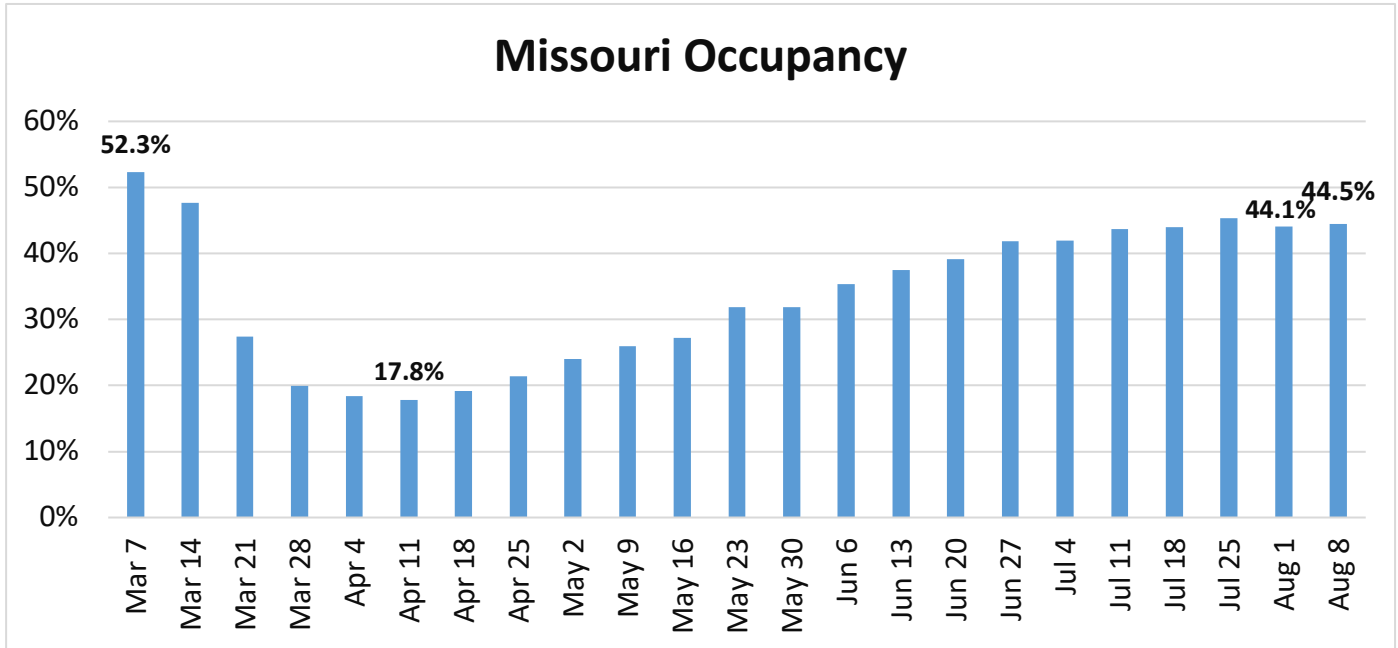 Missouri Occupancy
60%
50%
40%
30%
20%
10%
0%
52.3%
17.8%
44.1%
44.5%
Mar 7
Mar 14
Mar 21
Mar 28
Apr 4
Apr 11
Apr 18
Apr 25
May 2
May 9
May 16
May 23
May 30
Jun 6
Jun 13
Jun 20
Jun 27
Jul 4
Jul 11
Jul 18
Jul 25
Aug 1
Aug 8